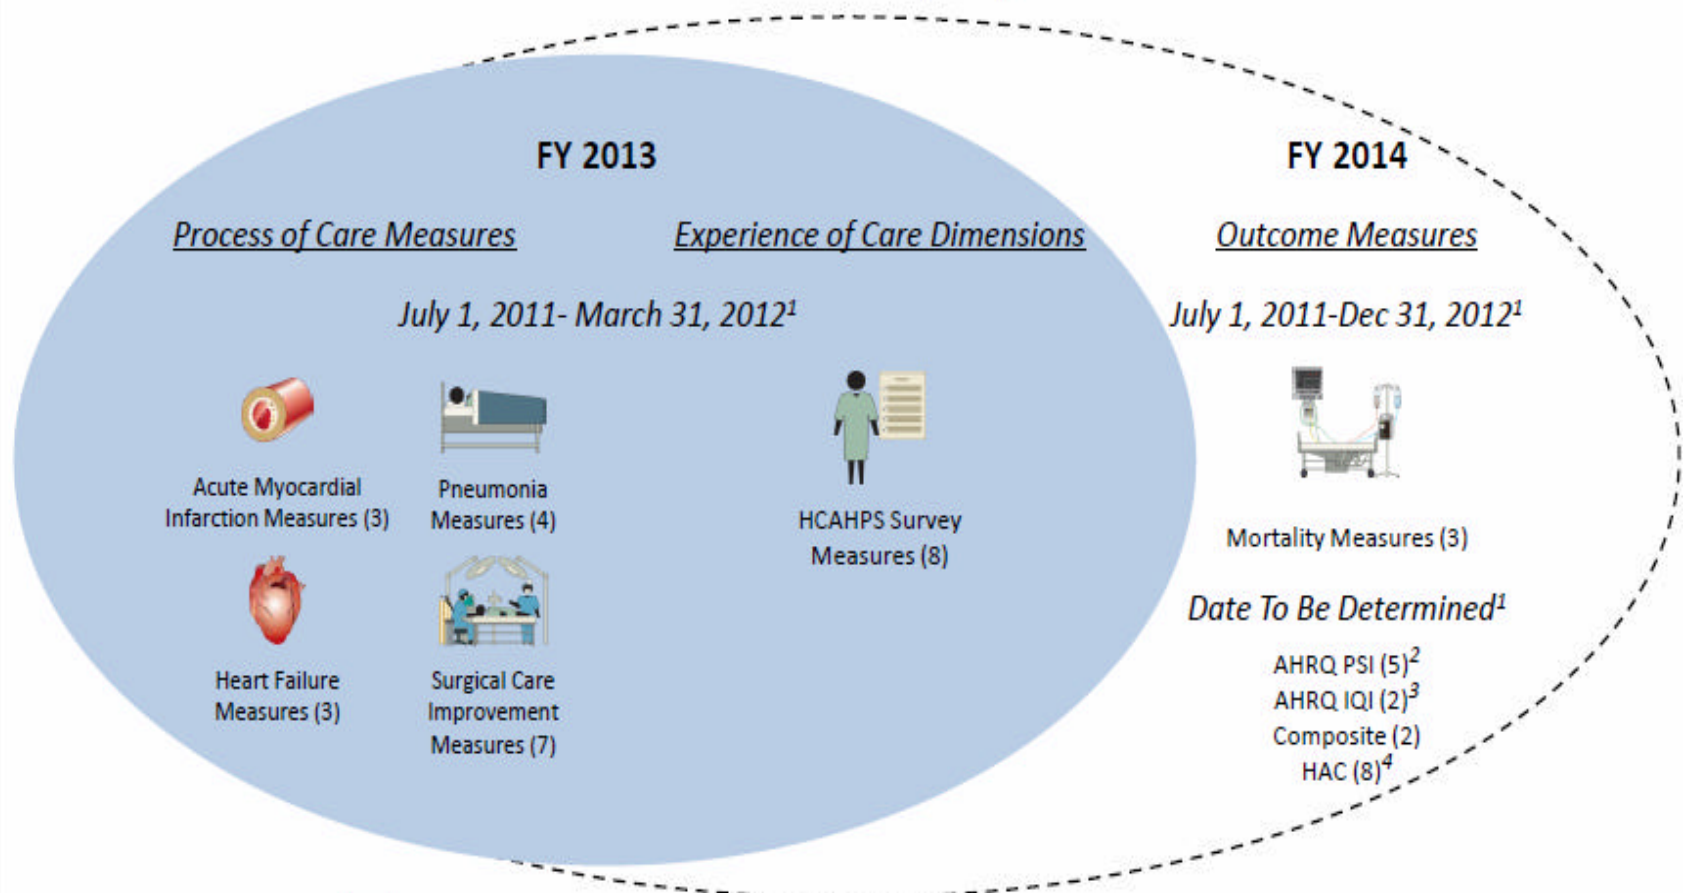 FY 2013
Process of Care Measures
Experience of Care Dimensions
July 1, 2011- March 31, 2012¹
Acute Myocardial
Infarction Measures (3)
Pneumonia
Measures (4)
Heart Failure
Measures (3)
Surgical Care
Improvement
Measures (7)
HCAHPS Survey
Measures (8)
FY 2014
Outcome Measures
July 1, 2011-Dec 31, 2012¹
Mortality Measures (3)
Date To Be Determined¹
AHRQ PSI (5)²
AHRQ IQI (2)³
Composite (2)
HAC (8)⁴